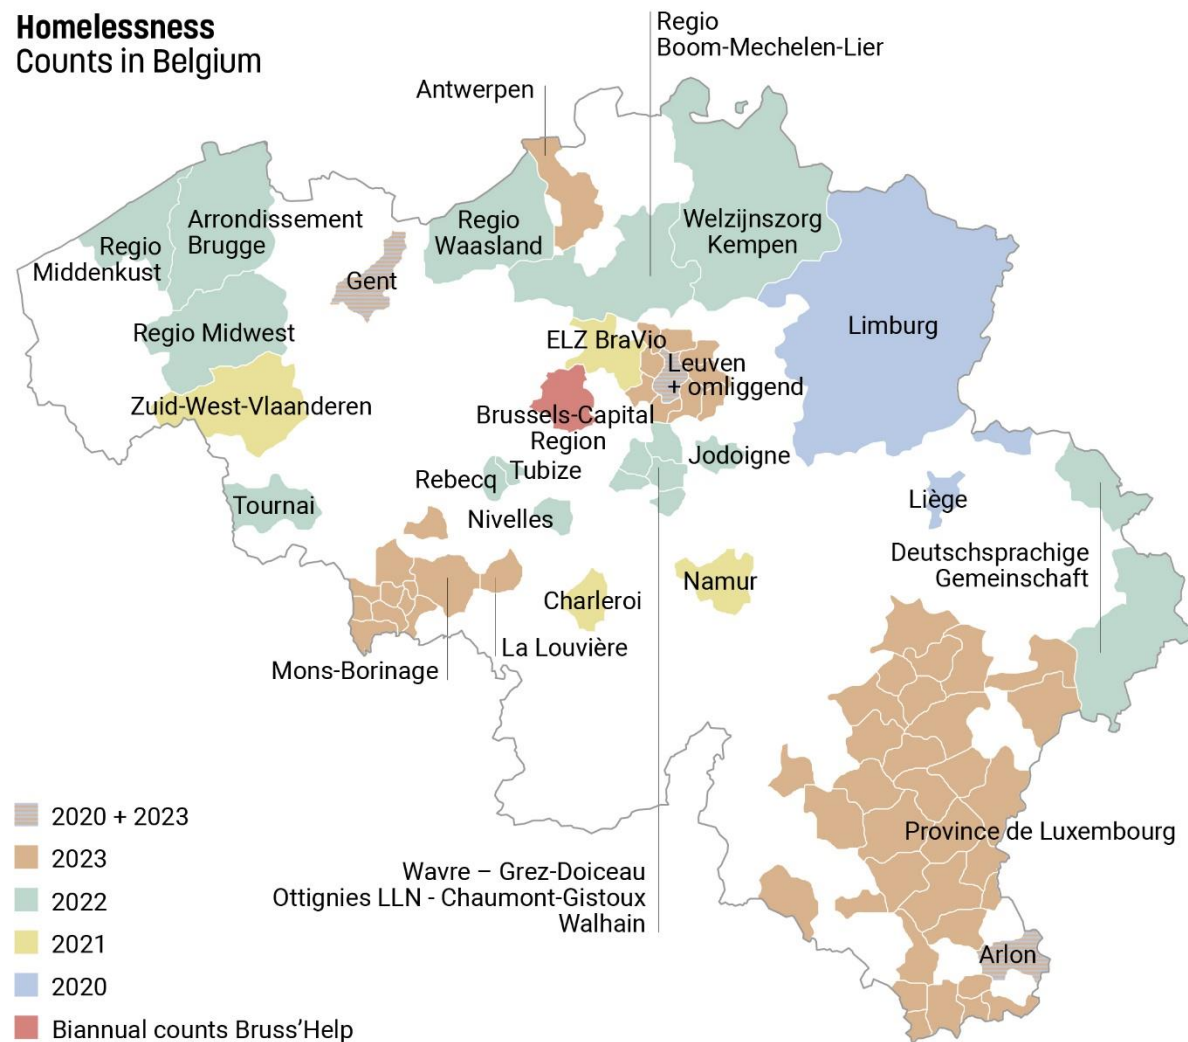 Homelessness
Counts in Belgium
Regio
Boom-Mechelen-Lier
Antwerpen
Arrondissement
Brugge
Regio
Middenkust
Regio
Waasland
Welzijnszorg
Kempen
Gent
Regio Midwest
Limburg
ELZ BraVio
Leuven
+ omliggend
Zuid-West-Vlaanderen
Brussels-Capital
Region
Jodoigne
Rebecq
Tubize
Tournai
Nivelles
Liège
Deutschsprachige
Gemeinschaft
Namur
Charleroi
La Louvière
Mons-Borinage
Province de Luxembourg
Wavre – Grez-Doiceau
Ottignies LLN - Chaumont-Gistoux
Walhain
Arlon
2020 + 2023
2023
2022
2021
2020
Biannual counts Bruss’Help